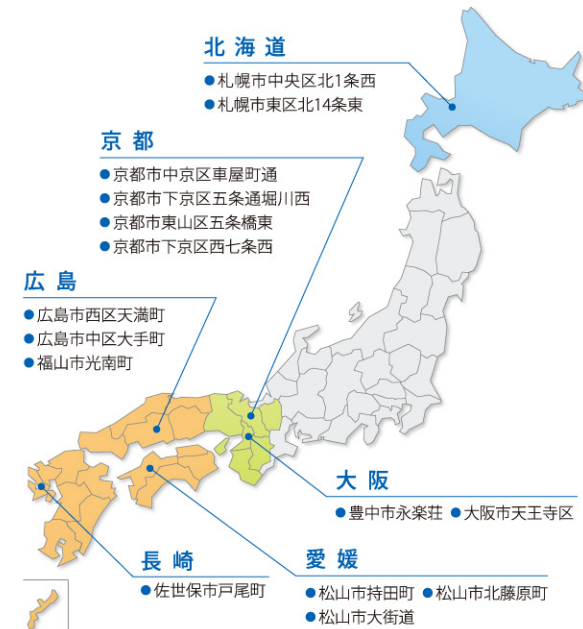 北海道
●札幌市中央区北1条西
●札幌市東区北14条東
京都
●京都市中京区車屋町通
●京都市下京区五条通堀川西
●京都市東山区五条橋東
●京都市下京区西七条西
広島
●広島市西区天満町
●広島市中区大手町
●福山市光南町
大阪
●豊中市永楽荘 ●大阪市天王寺区
長崎
●佐世保市戸尾町
愛媛
●松山市持田町 ●松山市北藤原町
●松山市大街道